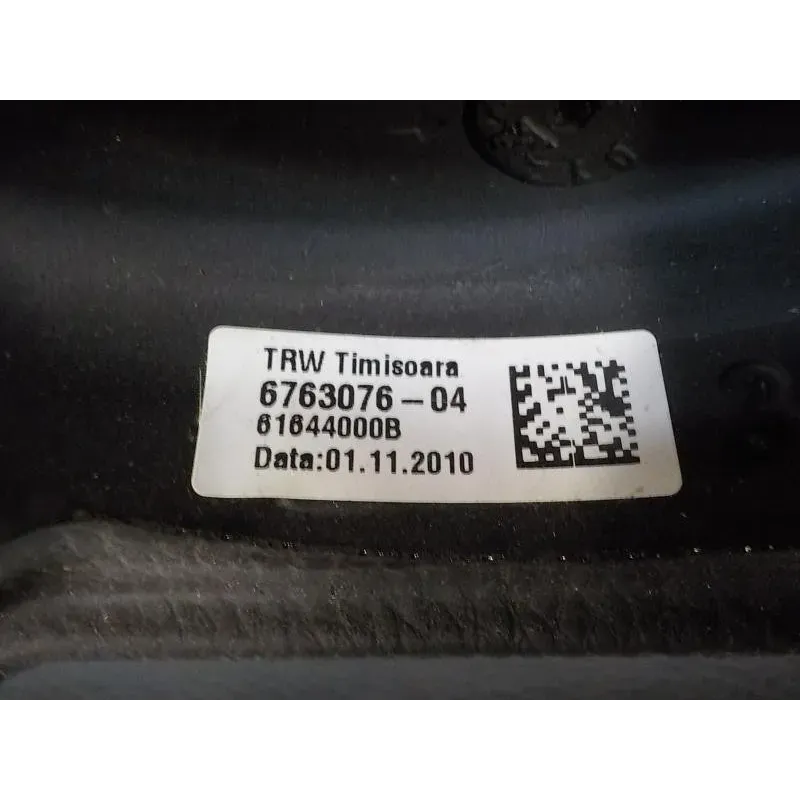 TRW Timisoara
6763076-04
61644000B
Data:01.11.2010